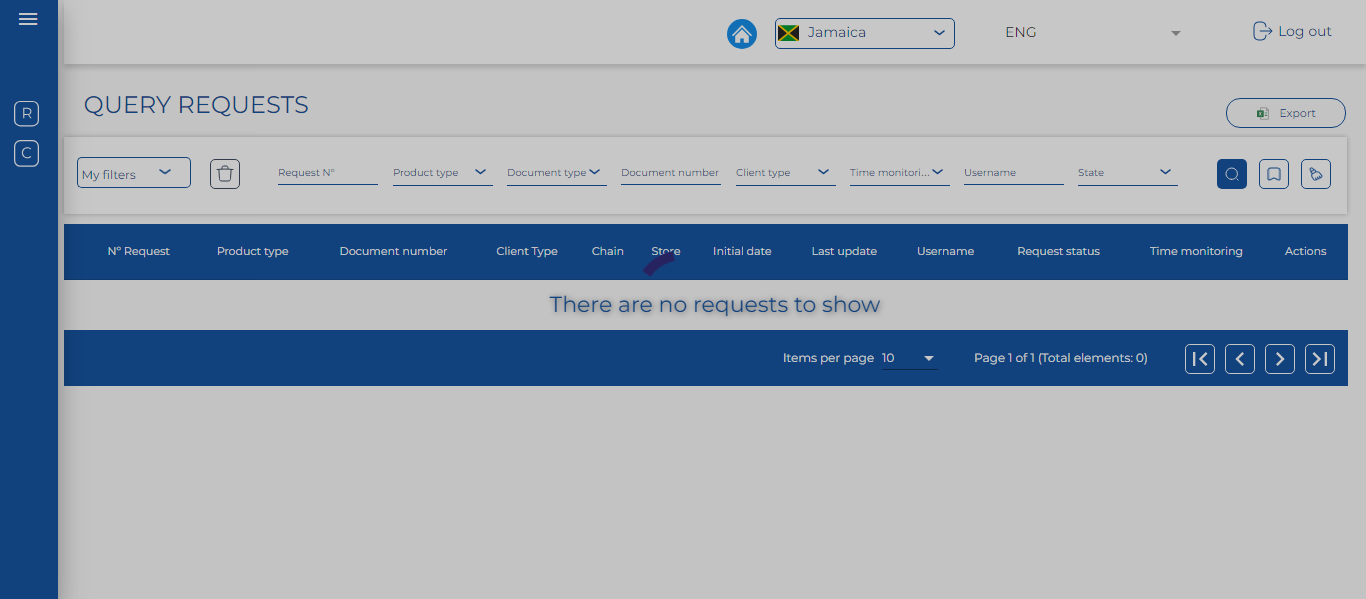 Jamaica
ENG
Log out
R
C
QUERY REQUESTS
Export
My filters
Request Nº
Product type
Document type
Document number
Client type
Time monitori...
Username
State
Nº Request
Product type
Document number
Client Type
Chain
Store
Initial date
Last update
Username
Request status
Time monitoring
Actions
There are no requests to show
Items per page 10
Page 1 of 1 (Total elements: 0)